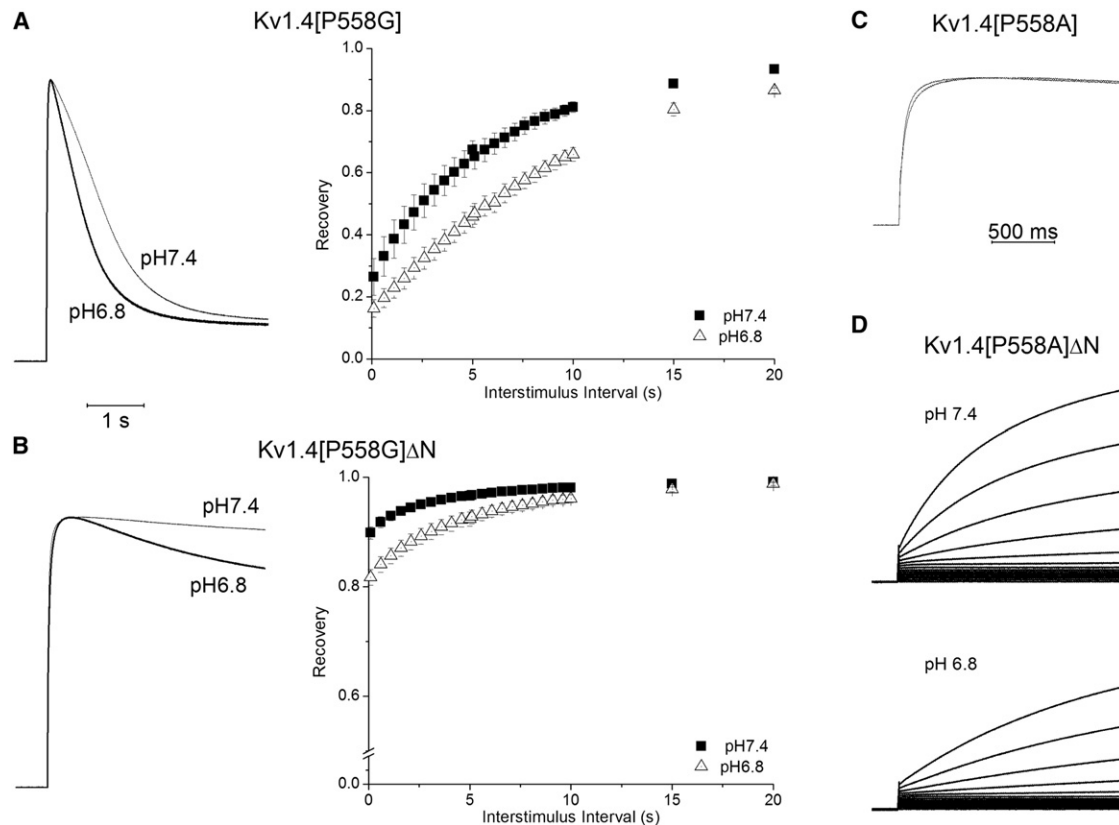 A
Kv1.4[P558G]
pH7.4
pH6.8
1 s
Recovery
1.0
0.8
0.6
0.4
0.2
0.0
0 5 10 15 20
Interstimulus Interval (s)
pH7.4
pH6.8
B
Kv1.4[P558G]ΔN
pH7.4
pH6.8
Recovery
1.0
0.8
0.6
0.0
0 5 10 15 20
Interstimulus Interval (s)
pH7.4
pH6.8
C
Kv1.4[P558A]
500 ms
D
Kv1.4[P558A]ΔN
pH 7.4
pH 6.8